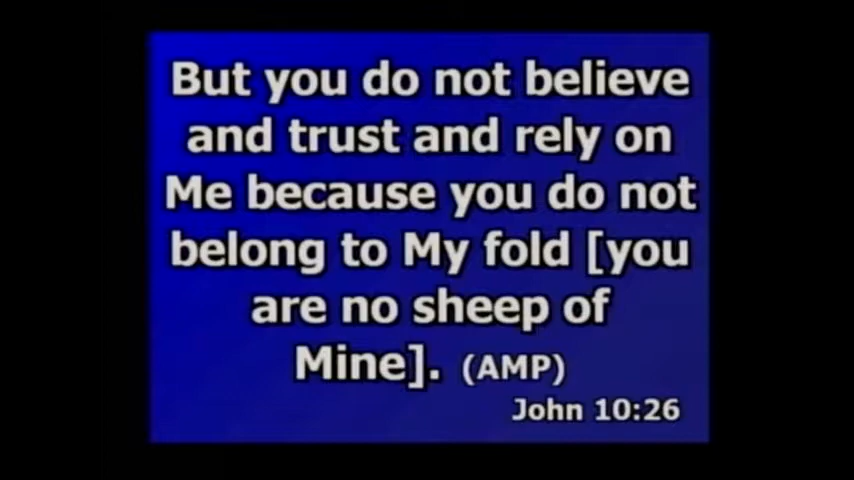 But you do not believe
and trust and rely on
Me because you do not
belong to My fold [you
are no sheep of
Mine]. (AMP)
John 10:26